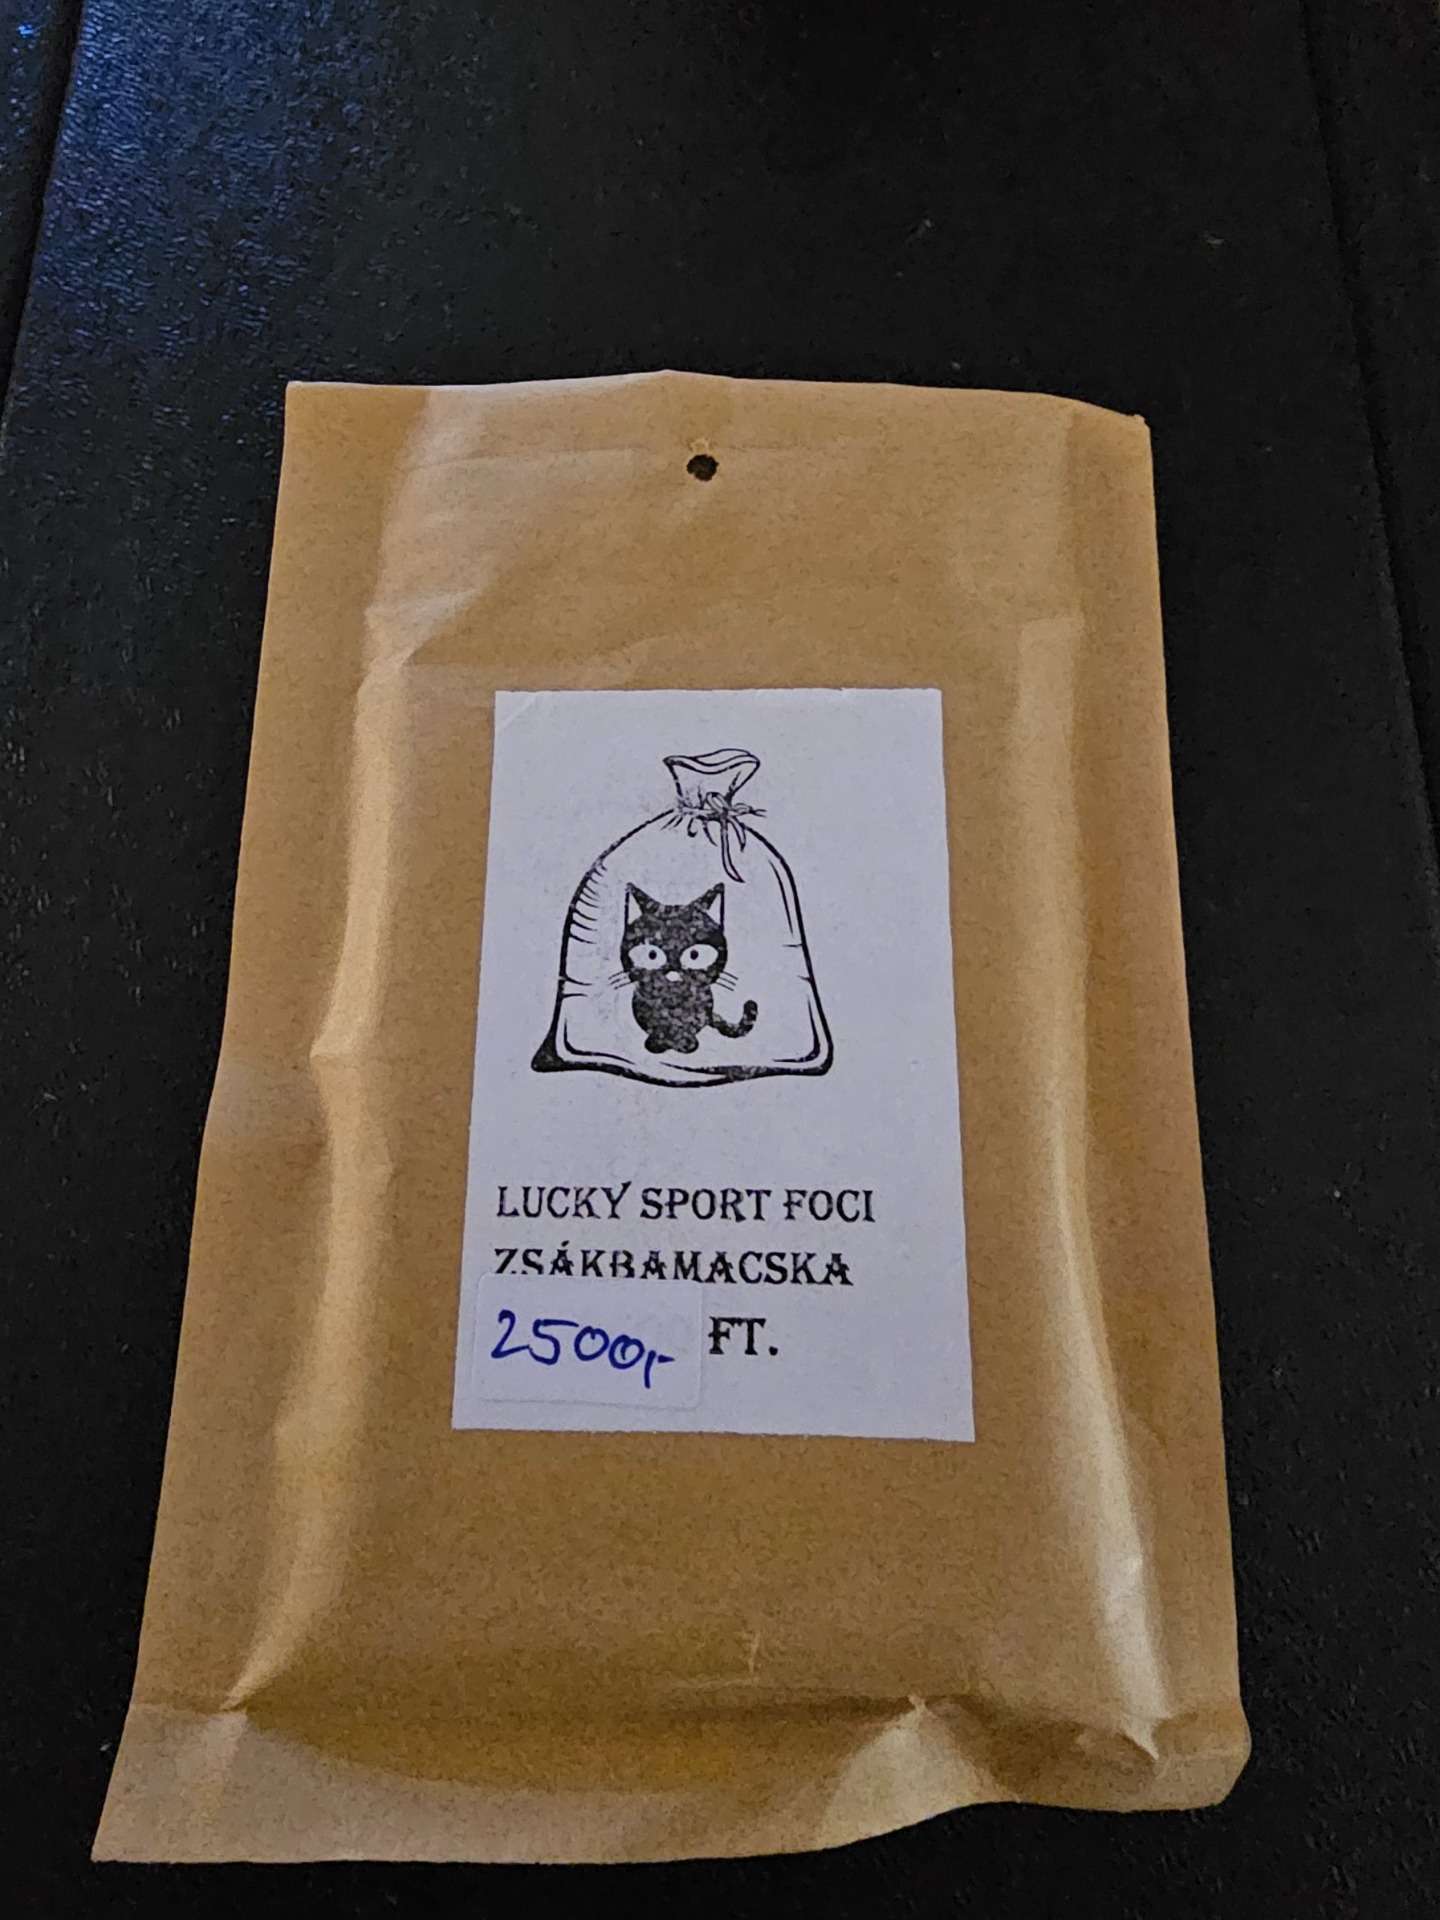 LUCKY SPORT FOCI
ZSÁKBAMACSKA
2500,- FT.